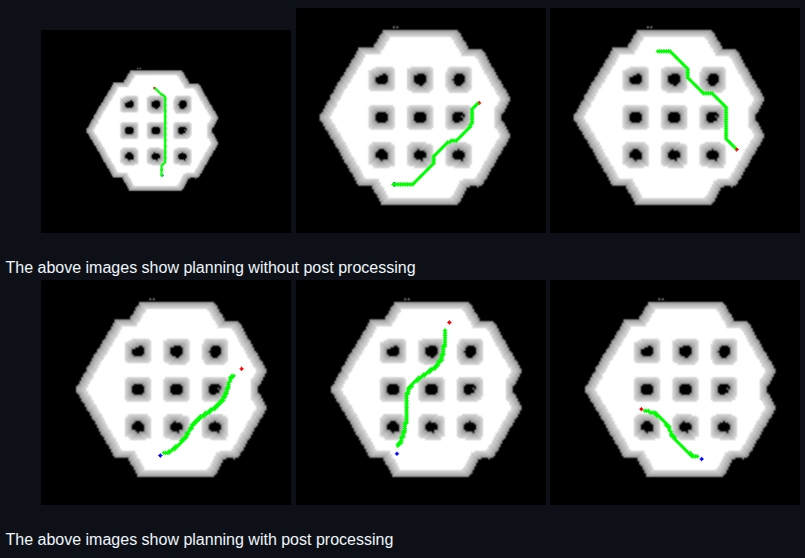 The above images show planning without post processing
The above images show planning with post processing